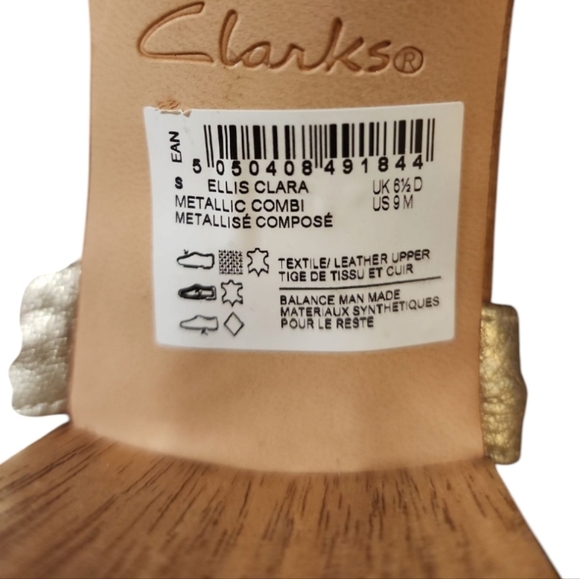 Clarks®
EAN
5 050408 491844
S ELLIS CLARA UK 6½ D
METALLIC COMBI US 9 M
METALLISÉ COMPOSÉ
TEXTILE/ LEATHER UPPER
TIGE DE TISSU ET CUIR
BALANCE MAN MADE
MATERIAUX SYNTHETIQUES
POUR LE RESTE